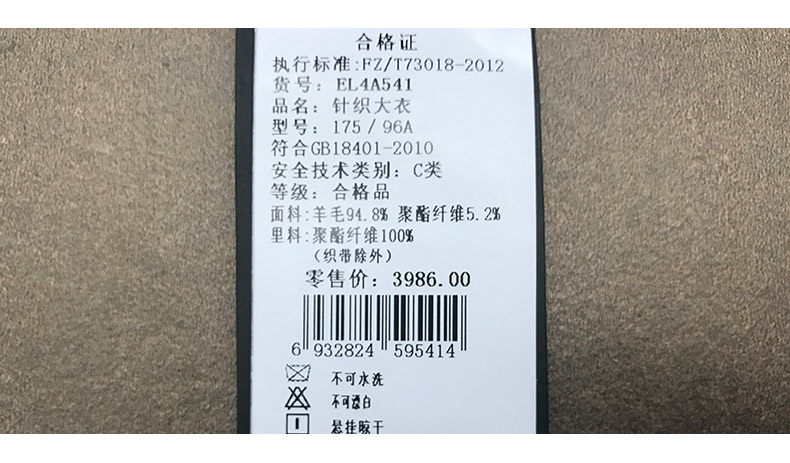 合格证
执行标准:FZ/T73018-2012
货号: EL4A541
品名: 针织大衣
型号: 175/96A
符合GB18401-2010
安全技术类别: C类
等级: 合格品
面料:羊毛94.8% 聚酯纤维5.2%
里料:聚酯纤维100%
(织带除外)
零售价: 3986.00
6 932824 595414
不可水洗
不可漂白
悬挂晾干